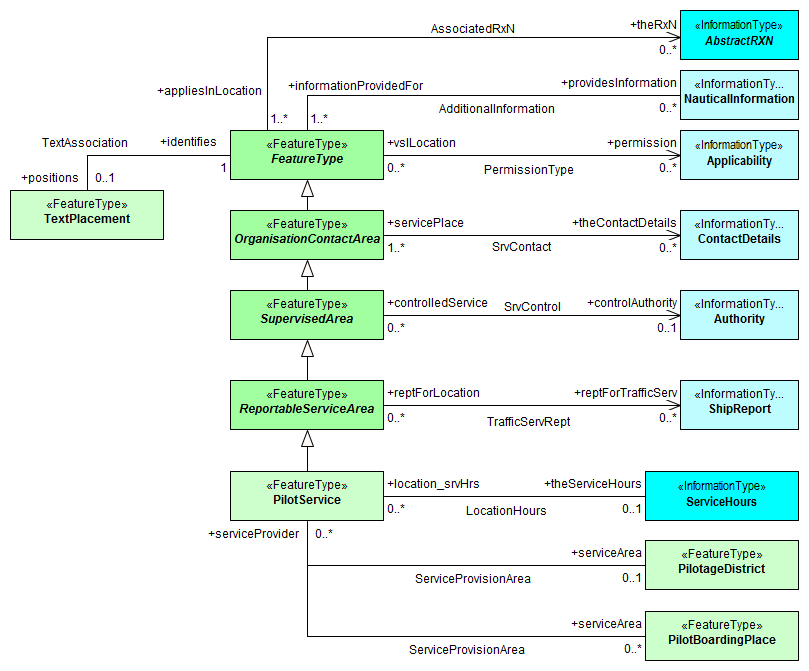 AssociatedRxN
+theRxN
0..*
«InformationType»
AbstractRXN
+appliesInLocation
1..*
+informationProvidedFor
1..*
AdditionalInformation
+providesInformation
0..*
«InformationTy...
NauticalInformation
TextAssociation
+identifies
1
+positions
0..1
«FeatureType»
TextPlacement
«FeatureType»
FeatureType
+vslLocation
0..*
PermissionType
+permission
0..*
«InformationTy...
Applicability
«FeatureType»
OrganisationContactArea
+servicePlace
1..*
SrvContact
+theContactDetails
0..*
«InformationTy...
ContactDetails
«FeatureType»
SupervisedArea
+controlledService
0..*
SrvControl
+controlAuthority
0..1
«InformationTy...
Authority
«FeatureType»
ReportableServiceArea
+reptForLocation
0..*
TrafficServRept
+reptForTrafficServ
0..*
«InformationTy...
ShipReport
«FeatureType»
PilotService
+location_srvHrs
0..*
LocationHours
+theServiceHours
0..1
«InformationType»
ServiceHours
+serviceProvider
0..*
ServiceProvisionArea
+serviceArea
0..1
«FeatureType»
PilotageDistrict
ServiceProvisionArea
+serviceArea
0..*
«FeatureType»
PilotBoardingPlace